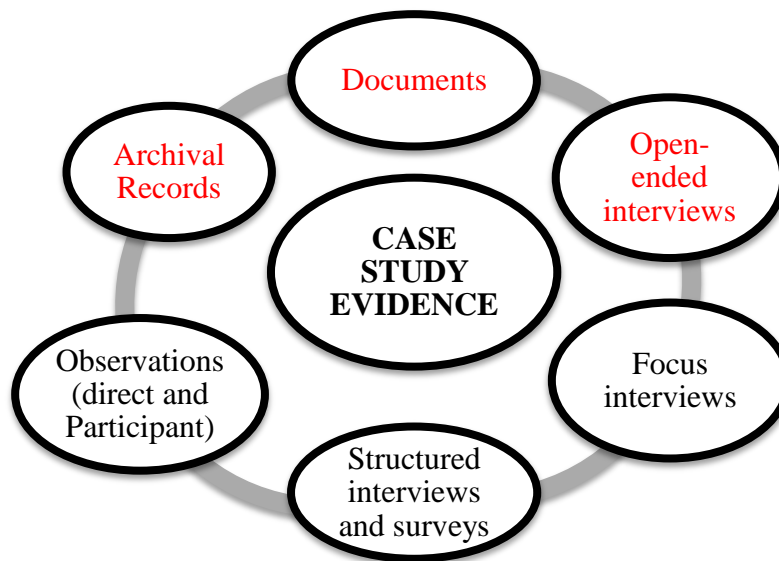 Documents
Open-
ended
interviews
Archival
Records
CASE
STUDY
EVIDENCE
Focus
interviews
Observations
(direct and
Participant)
Structured
interviews
and surveys